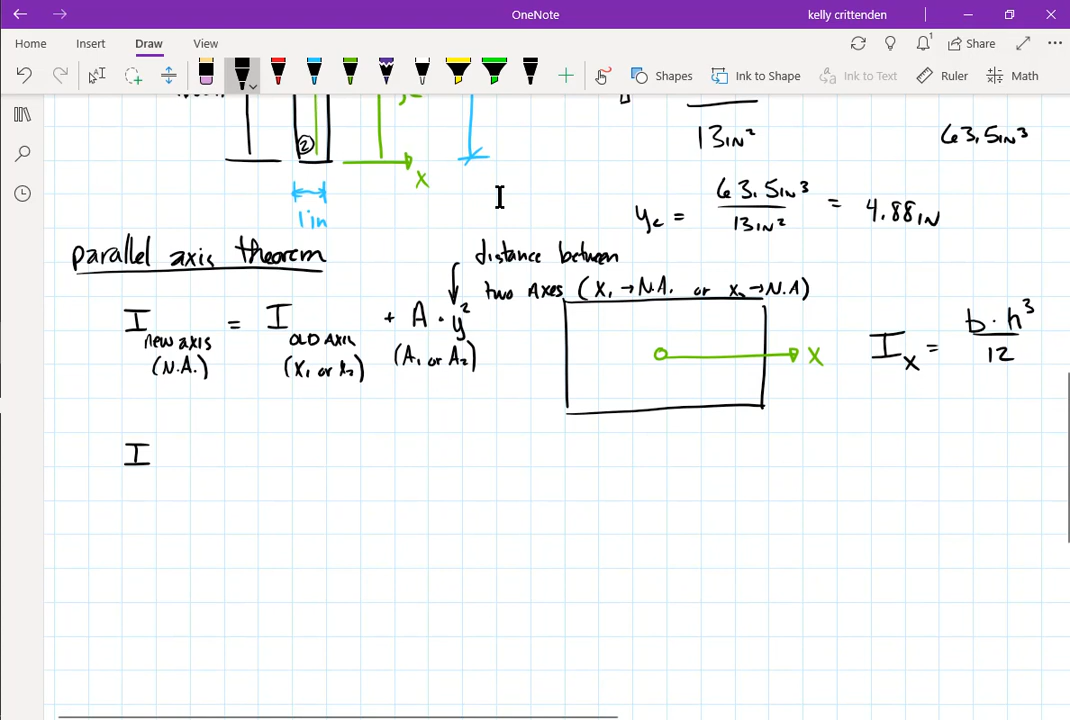 OneNote
kelly crittenden
Home Insert Draw View
Share
Shapes Ink to Shape Ink to Text Ruler Math
13in²
63.5in³
2
X
1in
yc = 63.5in³ / 13in² = 4.88in
parallel axis theorem
distance between
two Axes (X₁→N.A. or x₂→N.A)
I new axis (N.A.) = I OLD AXIS (X₁ or X₂) + A · y² (A₁ or A₂)
X
Ix = b · h³ / 12
I